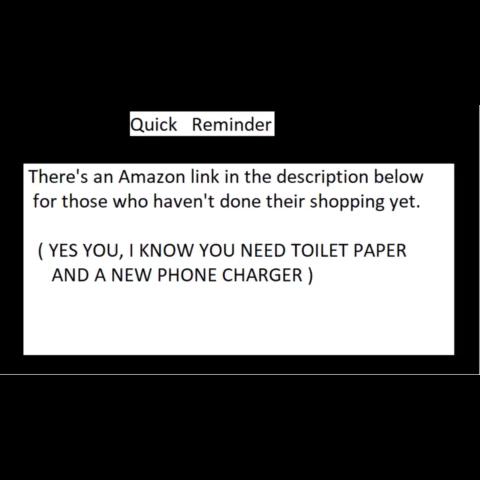 Quick Reminder
There's an Amazon link in the description below
for those who haven't done their shopping yet.
( YES YOU, I KNOW YOU NEED TOILET PAPER
AND A NEW PHONE CHARGER )